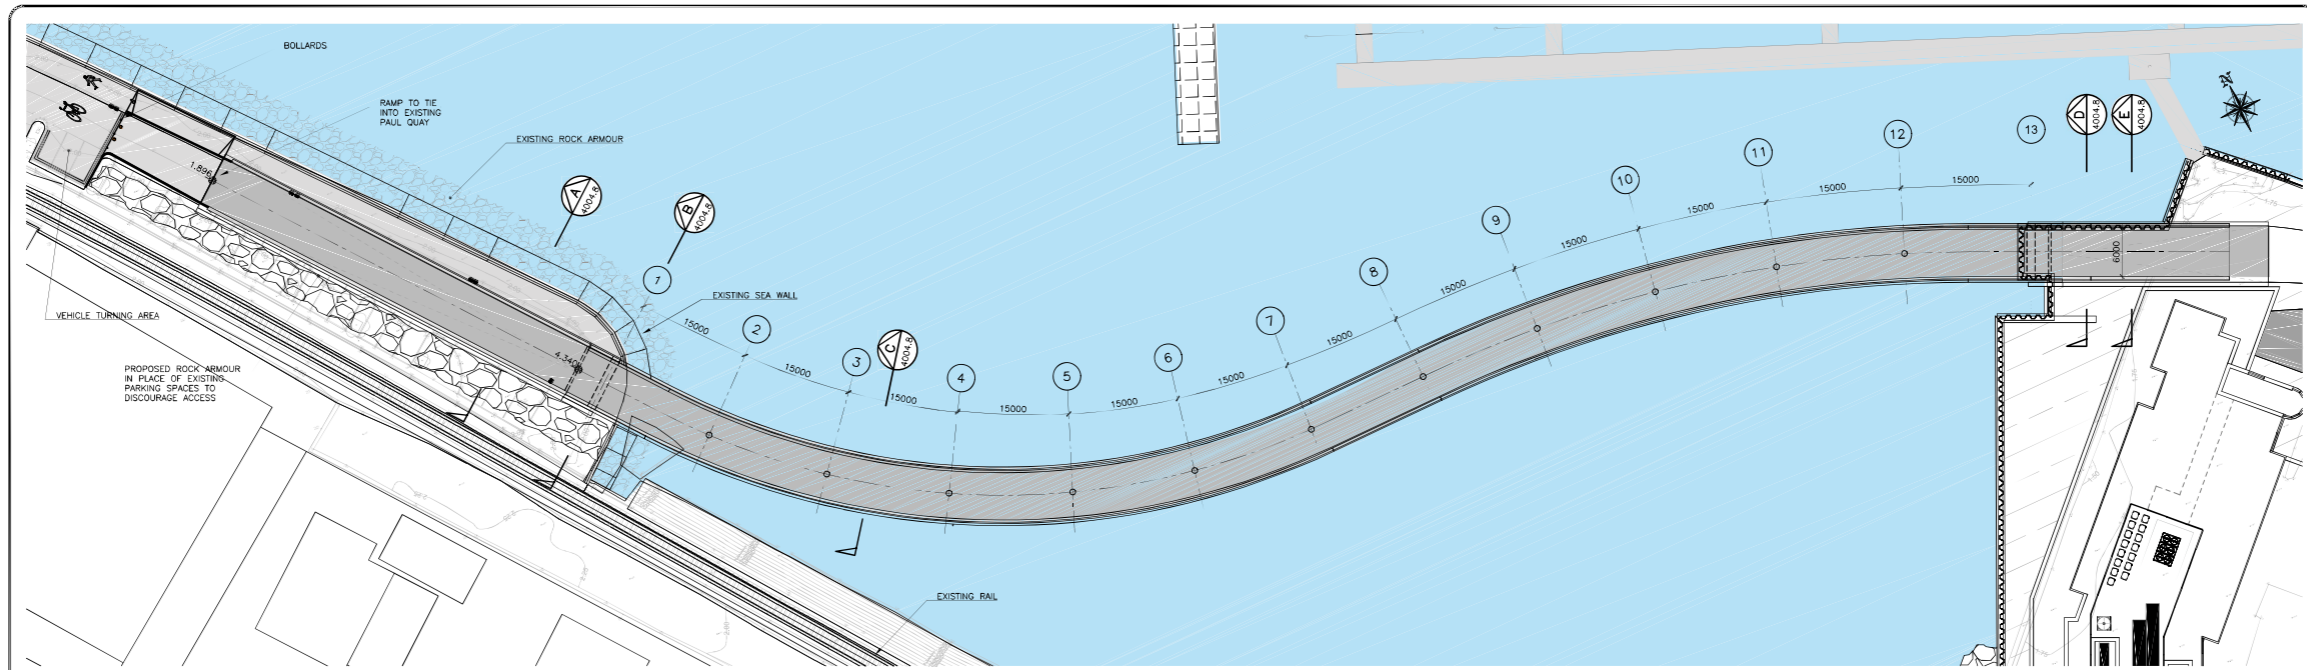 BOLLARDS
RAMP TO TIE
INTO EXISTING
PAUL QUAY
EXISTING ROCK ARMOUR
1.896
A
4004.8
B
4004.8
1
EXISTING SEA WALL
VEHICLE TURNING AREA
PROPOSED ROCK ARMOUR
IN PLACE OF EXISTING
PARKING SPACES TO
DISCOURAGE ACCESS
4.340
15000
2
15000
3
C
4004.8
15000
4
15000
5
15000
6
15000
7
15000
8
15000
9
15000
10
15000
11
15000
12
15000
13
D
4004.8
E
4004.8
N
6000
EXISTING RAIL